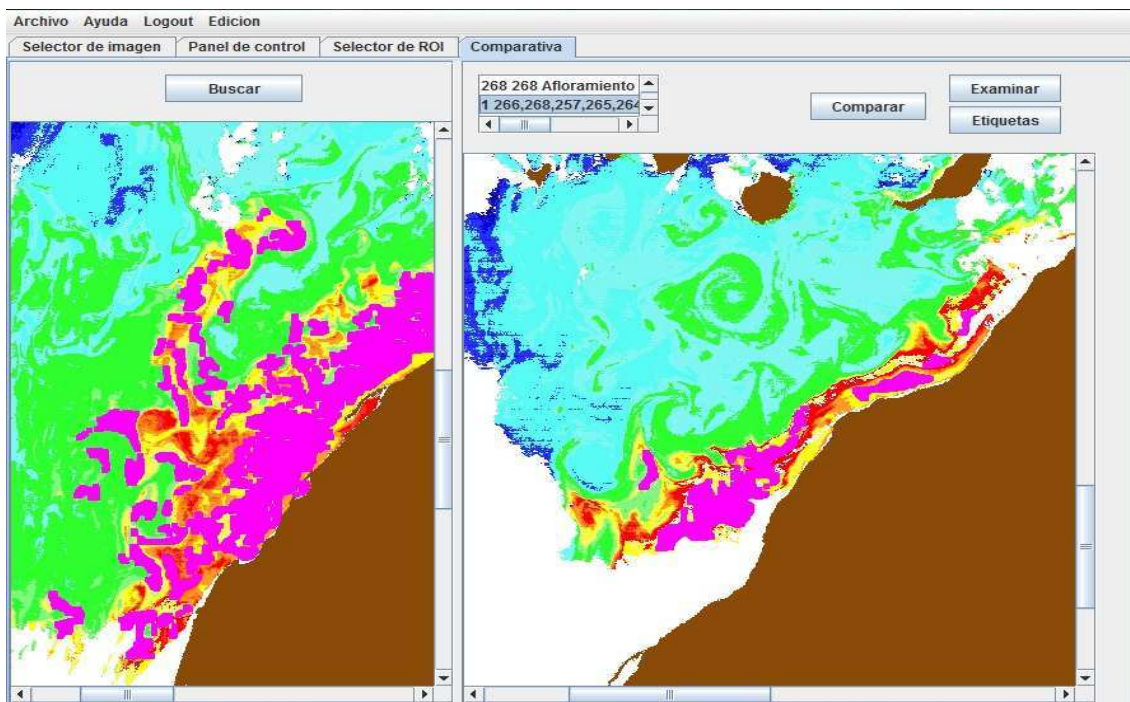 Archivo Ayuda Logout Edicion
Selector de imagen Panel de control Selector de ROI Comparativa
Buscar
268 268 Afloramiento
1 266,268,257,265,264
Comparar
Examinar
Etiquetas